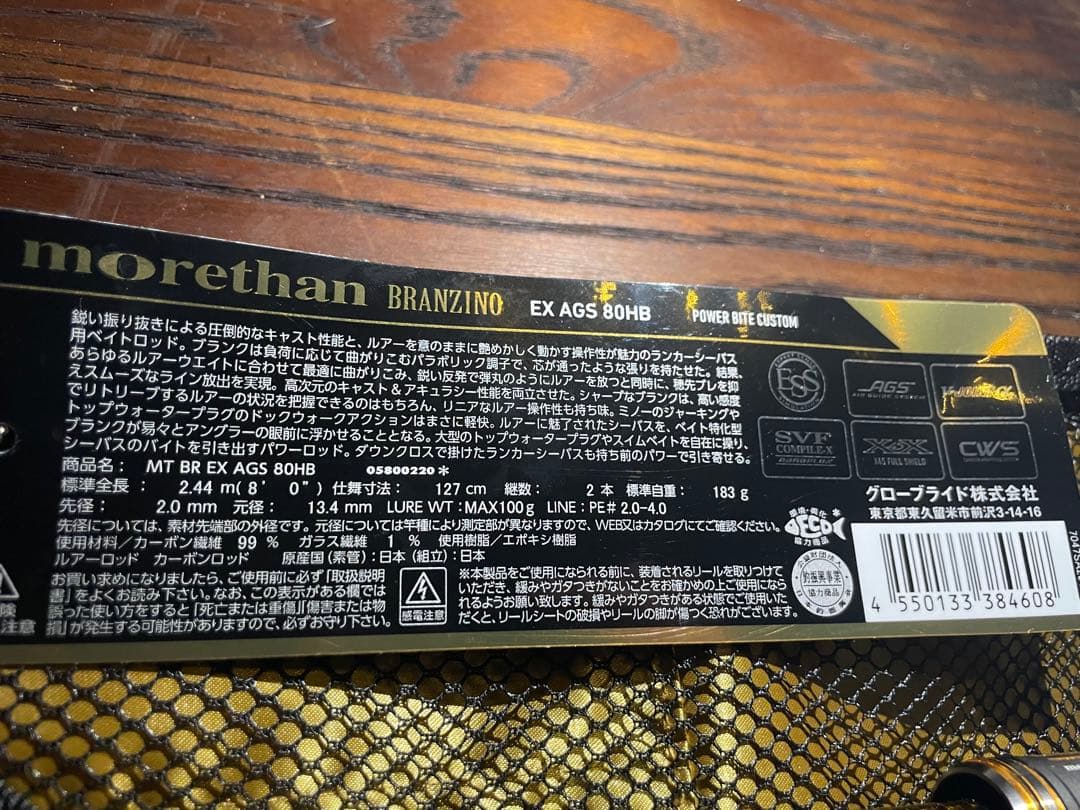 morethan BRANZINO EX AGS 80HB POWER BITE CUSTOM
鋭い振り抜きによる圧倒的なキャスト性能と、ルアーを意のままに艶めかしく動かす操作性が魅力のランカーシーバス
用ベイトロッド。ブランクは負荷に応じて曲がりこむパラボリック調子で、芯が通ったような張りを持たせた。結果、
あらゆるルアーウエイトに合わせて最適に曲がりこみ、鋭い反発で弾丸のようにルアーを放つと同時に、穂先ブレを抑
えスムーズなライン放出を実現。高次元のキャスト&アキュラシー性能を両立させた。シャープなブランクは、高い感度
でリトリーブするルアーの状況を把握できるのはもちろん、リニアなルアー操作性も持ち味。ミノーのジャーキングや
トップウォータープラグのドックウォークアクションはまさに軽快。ルアーに魅了されたシーバスを、ベイト特化型
ブランクが易々とアングラーの眼前に浮かせることとなる。大型のトップウォータープラグやスイムベイトを自在に操り、
シーバスのバイトを引き出すパワーロッド。ダウンクロスで掛けたランカーシーバスも持ち前のパワーで引き寄せる。
商品名: MT BR EX AGS 80HB 05800220*
標準全長: 2.44 m(8' 0") 仕舞寸法: 127 cm 継数: 2 本 標準自重: 183 g
先径: 2.0 mm 元径: 13.4 mm LURE WT:MAX100g LINE:PE# 2.0-4.0
先径については、素材先端部の外径です。元径については竿種により測定部が異なりますので、WEB又はカタログにてご確認ください。
使用材料/カーボン繊維 99 % ガラス繊維 1 % 使用樹脂/エポキシ樹脂
ルアーロッド カーボンロッド 原産国(素管):日本(組立):日本
お買い求めになりましたら、ご使用前に必ず「取扱説明
書」をよくお読み下さい。なお、この表示がある欄では
誤った使い方をすると「死亡または重傷」「傷害または物
損」が発生する可能性がありますので、必ずお守り下さい。
険
注意
感電注意
※本製品をご使用になられる前に、装着されるリールを取りつけて
いただき、緩みやガタつきがないことをお確かめの上ご使用にな
れるようお願い致します。緩みやガタつきがある状態でご使用いた
だくと、リールシートの破損やリールの脚が傷つく恐れがございます。
ESS
AGS
AIR GUIDE SYSTEM
SVF
COMPILE-X
NANOPLUS
X45 FULL SHIELD
CWS
グローブライド株式会社
東京都東久留米市前沢3-14-16
環境・美化
FECO
協力商品
協力商品
4 550133 384608